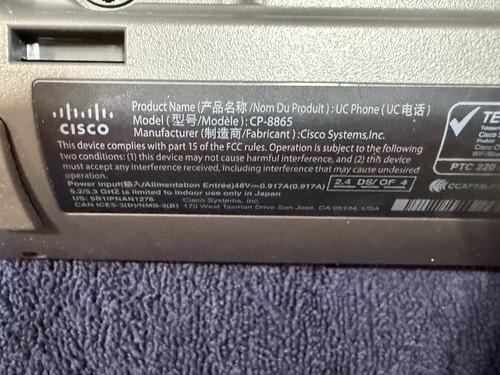 CISCO
Product Name (产品名称/Nom Du Produit) : UC Phone ( UC 电话 )
Model ( 型号/Modèle) : CP-8865
Manufacturer (制造商/Fabricant ) :Cisco Systems,Inc.
This device complies with part 15 of the FCC rules. Operation is subject to the following
two conditions: (1) this device may not cause harmful interference, and (2) this device
must accept any interference received, including interference that may cause undesired
operation.
Power input(输入/Alimentation Entrée)48V⎓0.917A(0.917A)
2.4 DS/ OF 4
5.2/5.3 GHZ is limited to indoor use only in Japan
US: 5B1IPNAN1276
Cisco Systems, Inc.
CAN ICES-3(B)/NMB-3(B)
170 West Tasman Drive San Jose, CA 95134, USA
TE
PTC 220